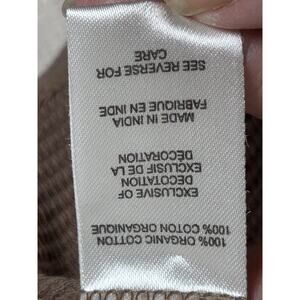 100% ORGANIC COTTON
100% COTON ORGANIQUE
EXCLUSIVE OF
DECOTATION
EXCLUSIF DE LA
DÉCORATION
MADE IN INDIA
FABRIQUE EN INDE
SEE REVERSE FOR
CARE